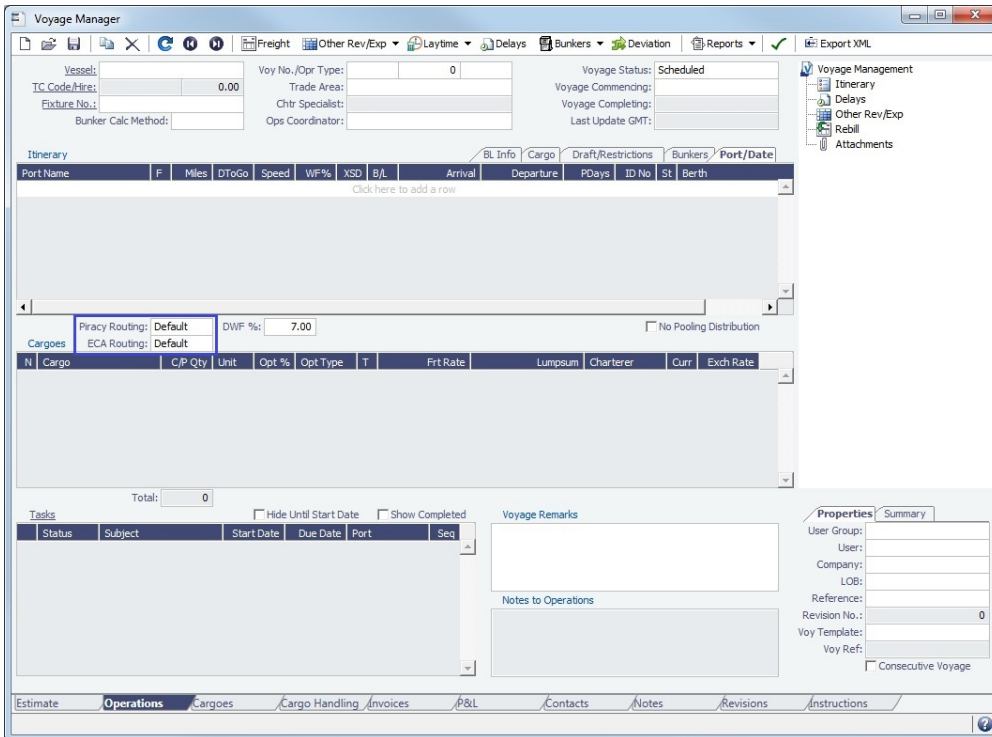 Voyage Manager
Freight Other Rev/Exp Laytime Delays Bunkers Deviation Reports Export XML
Vessel: Voy No./Opr Type: 0 Voyage Status: Scheduled
TC Code/Hire: 0.00 Trade Area: Voyage Commencing:
Fixture No.: Chtr Specialist: Voyage Completing:
Bunker Calc Method: Ops Coordinator: Last Update GMT:
Voyage Management
Itinerary
Delays
Other Rev/Exp
Rebill
Attachments
Itinerary BL Info Cargo Draft/Restrictions Bunkers Port/Date
Port Name F Miles DToGo Speed WF% XSD B/L Arrival Departure PDays ID No St Berth
Click here to add a row
Piracy Routing: Default DWF %: 7.00 No Pooling Distribution
Cargoes ECA Routing: Default
N Cargo C/P Qty Unit Opt % Opt Type T Frt Rate Lumpsum Charterer Curr Exch Rate
Total: 0
Tasks Hide Until Start Date Show Completed
Status Subject Start Date Due Date Port Seq
Voyage Remarks
Notes to Operations
Properties Summary
User Group:
User:
Company:
LOB:
Reference:
Revision No.: 0
Voy Template:
Voy Ref:
Consecutive Voyage
Estimate Operations Cargoes Cargo Handling Invoices P&L Contacts Notes Revisions Instructions